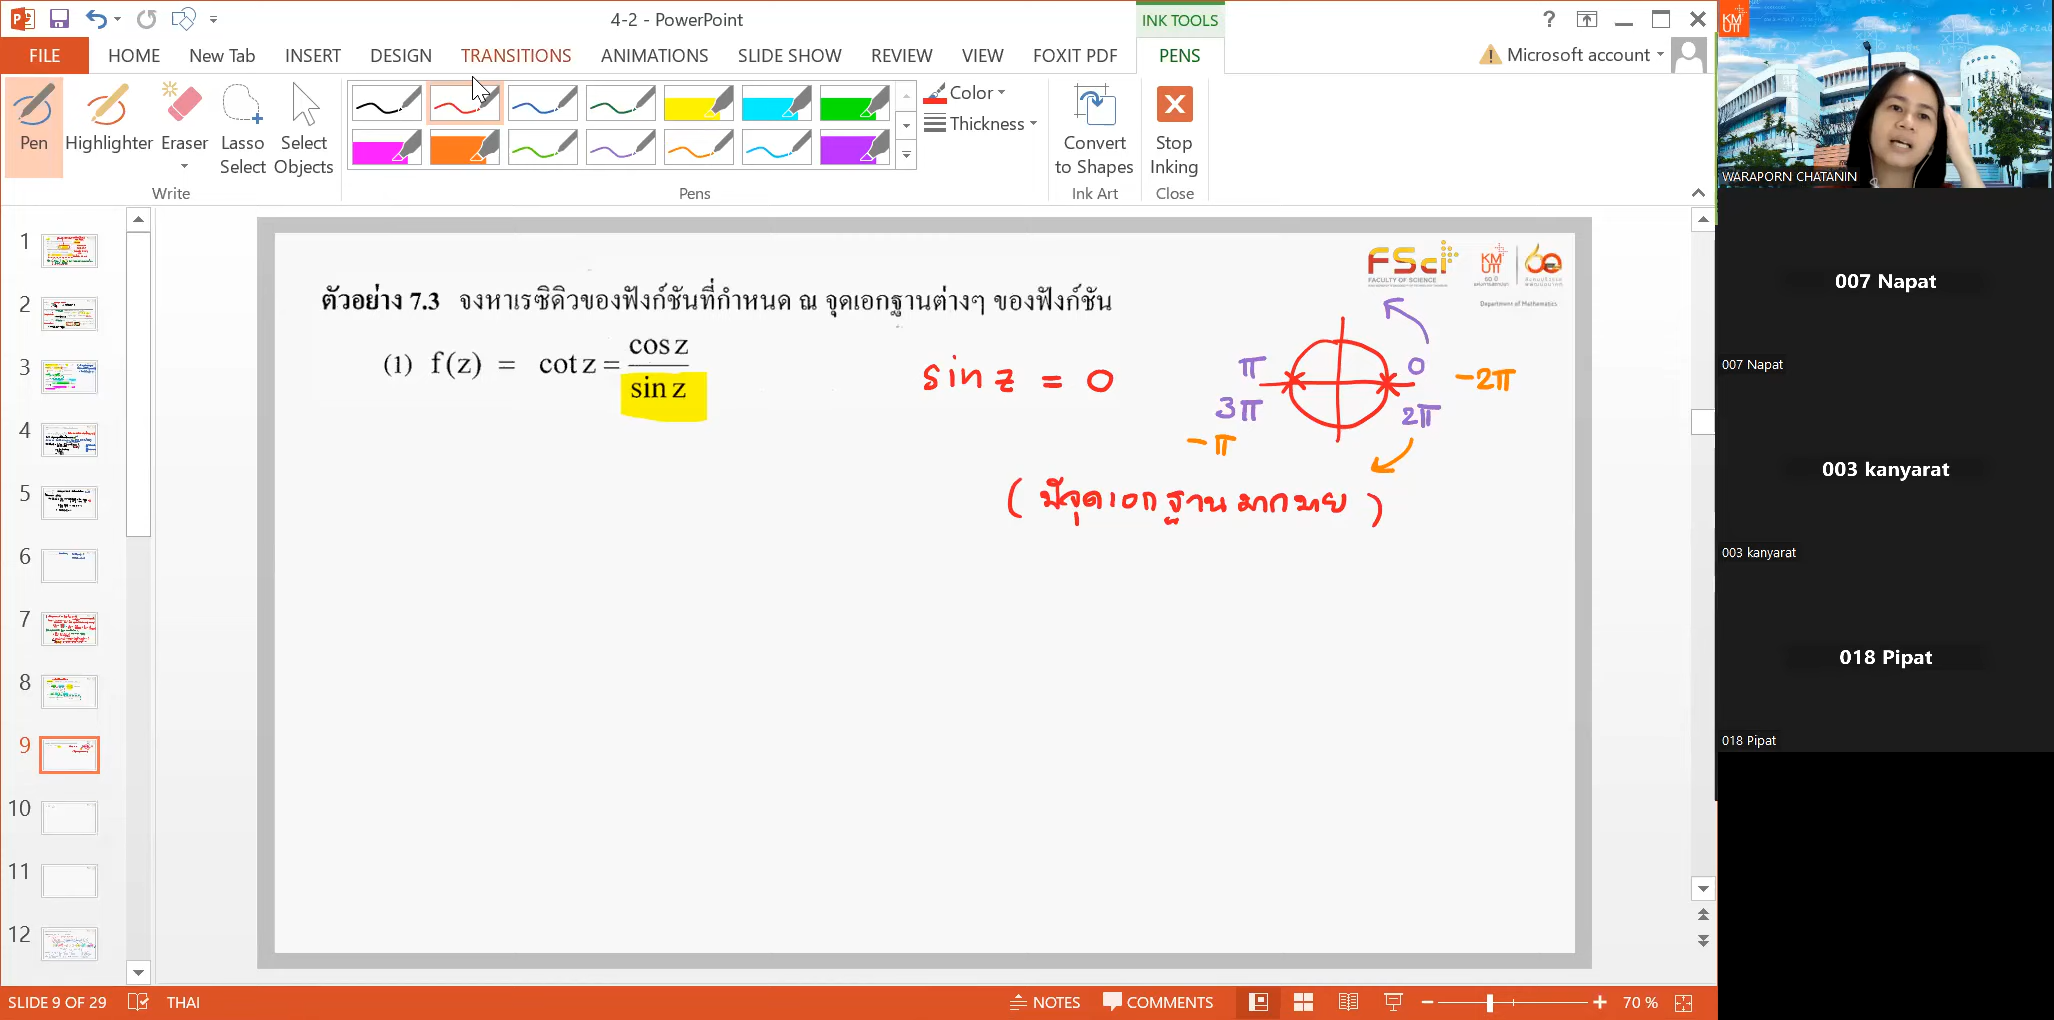 4-2 - PowerPoint
INK TOOLS
FILE HOME New Tab INSERT DESIGN TRANSITIONS ANIMATIONS SLIDE SHOW REVIEW VIEW FOXIT PDF PENS
Microsoft account
Pen Highlighter Eraser Lasso Select Select Objects
Color
Thickness
Convert to Shapes
Stop Inking
Write Pens Ink Art Close
WARAPORN CHATANIN
007 Napat
007 Napat
003 kanyarat
003 kanyarat
018 Pipat
018 Pipat
1
2
3
4
5
6
7
8
9
10
11
12
FSci KMUTT
FACULTY OF SCIENCE
Department of Mathematics
ตัวอย่าง 7.3 จงหาเรซิดิวของฟังก์ชันที่กำหนด ณ จุดเอกฐานต่างๆ ของฟังก์ชัน
(1) f(z) = cot z = cos z / sin z
sin z = 0
π 0 -2π
3π 2π
-π
( มีจุดเอกฐานมากมาย )
SLIDE 9 OF 29 THAI NOTES COMMENTS 70 %